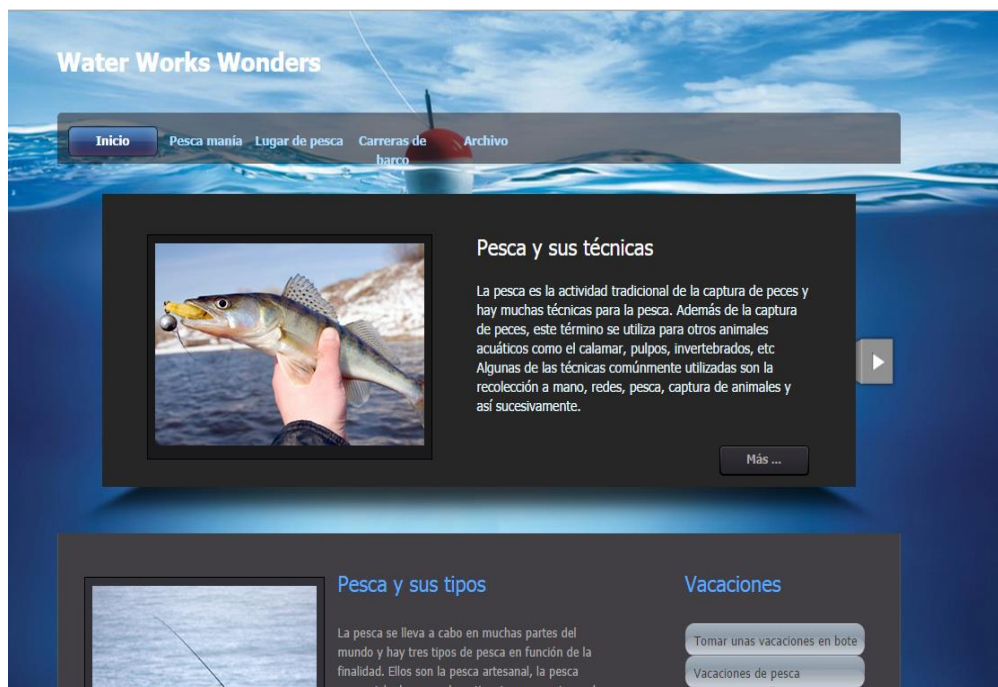 Water Works Wonders
Inicio
Pesca manía
Lugar de pesca
Carreras de
barco
Archivo
Pesca y sus técnicas
La pesca es la actividad tradicional de la captura de peces y
hay muchas técnicas para la pesca. Además de la captura
de peces, este término se utiliza para otros animales
acuáticos como el calamar, pulpos, invertebrados, etc
Algunas de las técnicas comúnmente utilizadas son la
recolección a mano, redes, pesca, captura de animales y
así sucesivamente.
Más ...
Pesca y sus tipos
La pesca se lleva a cabo en muchas partes del
mundo y hay tres tipos de pesca en función de la
finalidad. Ellos son la pesca artesanal, la pesca
Vacaciones
Tomar unas vacaciones en bote
Vacaciones de pesca